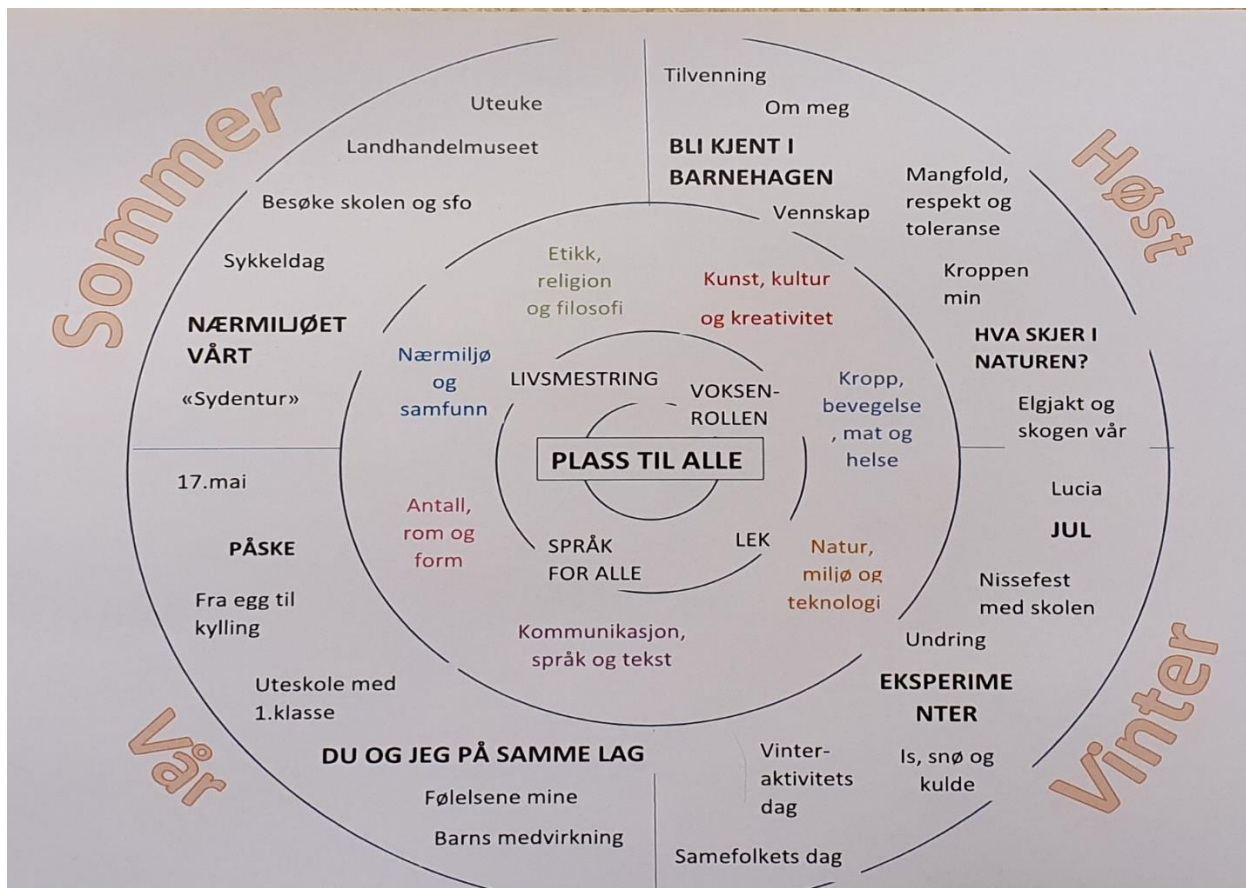 Sommer
Uteuke
Landhandelmuseet
Besøke skolen og sfo
Sykkeldag
NÆRMILJØET
VÅRT
«Sydentur»
Høst
Tilvenning
Om meg
BLI KJENT I
BARNEHAGEN
Vennskap
Mangfold,
respekt og
toleranse
Kroppen
min
HVA SKJER I
NATUREN?
Elgjakt og
skogen vår
Etikk,
religion
og filosofi
Kunst, kultur
og kreativitet
Nærmiljø
og
samfunn
Kropp,
bevegelse
, mat og
helse
LIVSMESTRING
VOKSEN-
ROLLEN
PLASS TIL ALLE
SPRÅK
FOR ALLE
LEK
Antall,
rom og
form
Natur,
miljø og
teknologi
Kommunikasjon,
språk og tekst
17.mai
PÅSKE
Fra egg til
kylling
Uteskole med
1.klasse
DU OG JEG PÅ SAMME LAG
Følelsene mine
Barns medvirkning
Vår
Lucia
JUL
Nissefest
med skolen
Undring
EKSPERIME
NTER
Is, snø og
kulde
Vinter-
aktivitets
dag
Samefolkets dag
Vinter